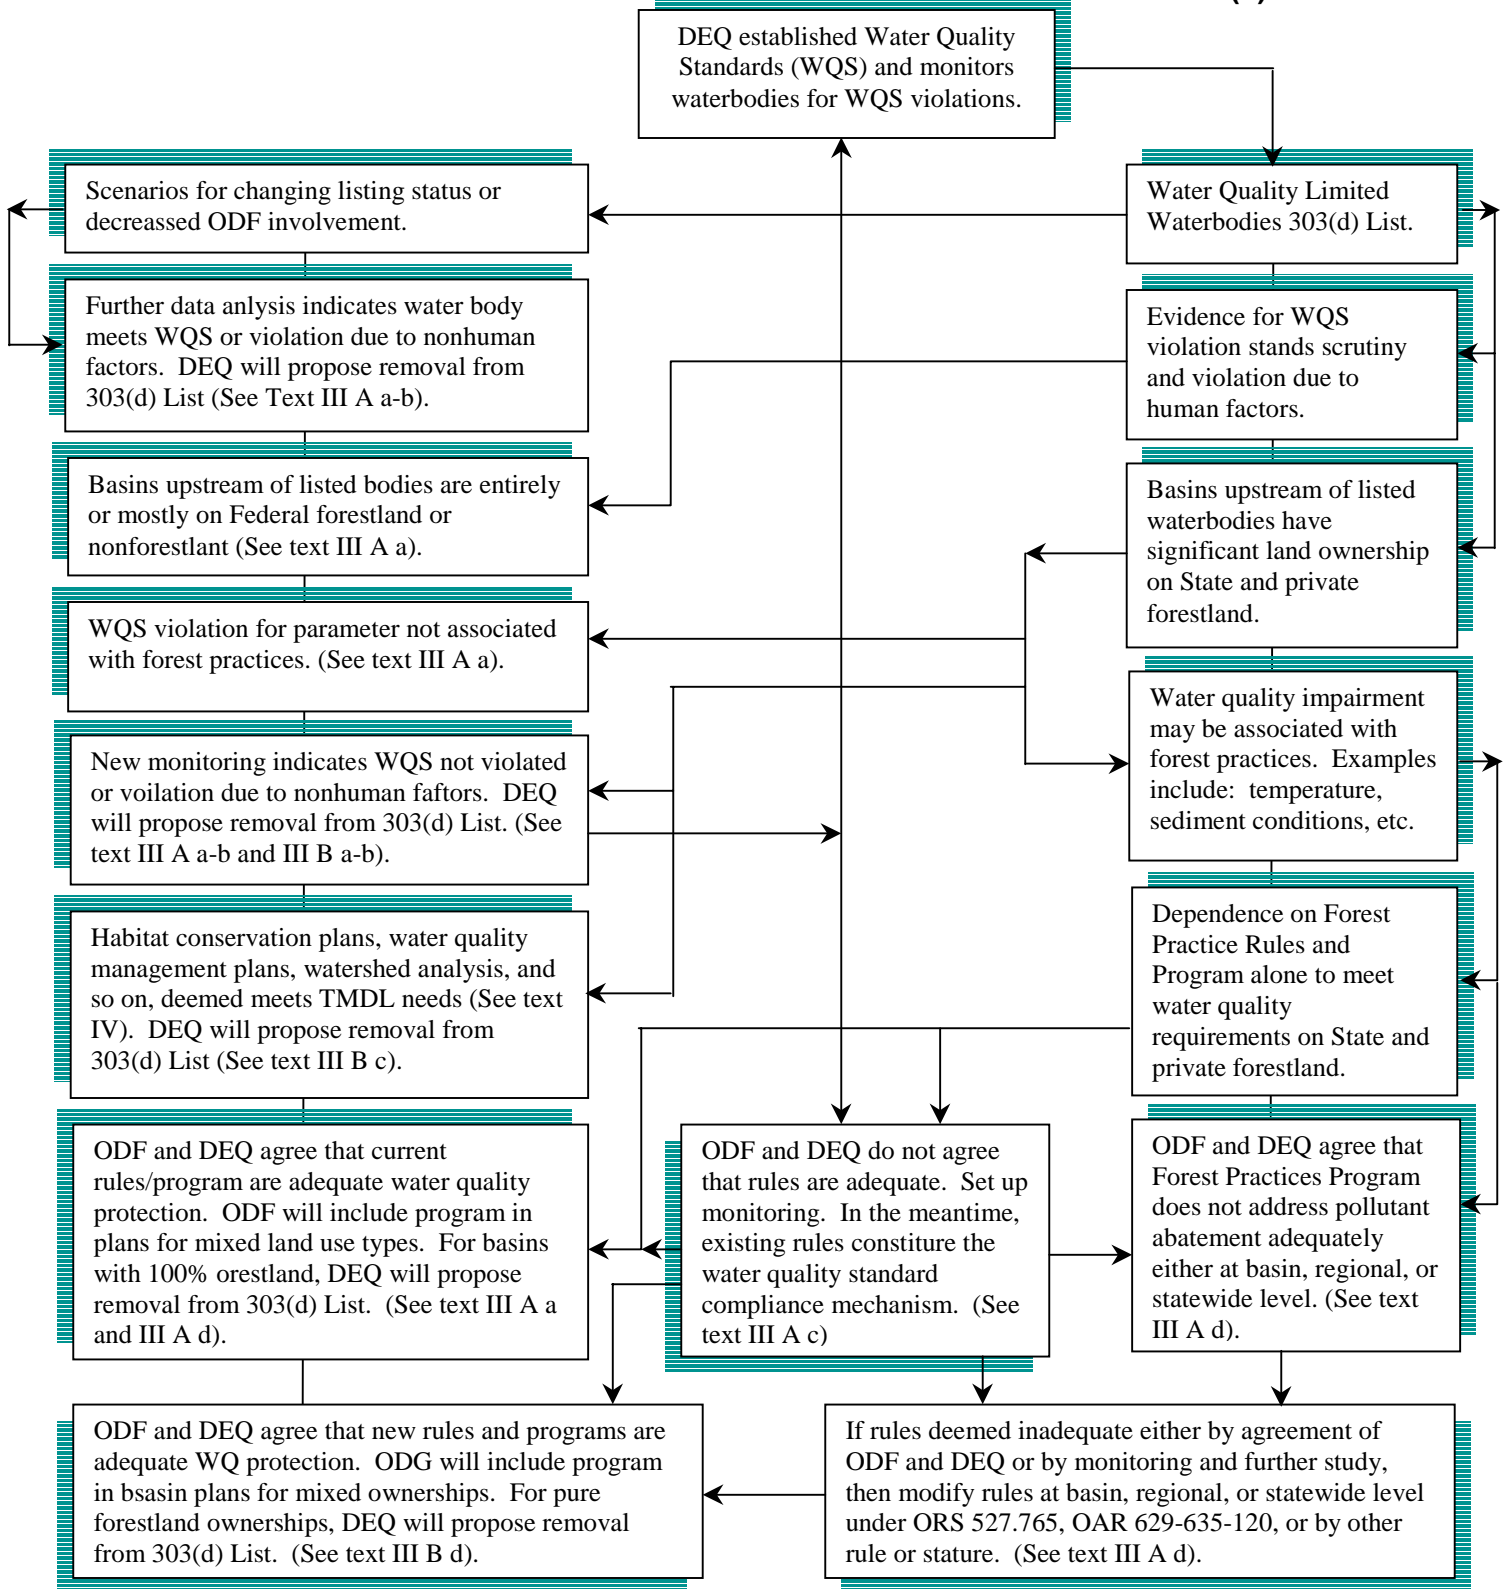 DEQ established Water Quality
Standards (WQS) and monitors
waterbodies for WQS violations.
Scenarios for changing listing status or
decreassed ODF involvement.
Water Quality Limited
Waterbodies 303(d) List.
Further data anlysis indicates water body
meets WQS or violation due to nonhuman
factors. DEQ will propose removal from
303(d) List (See Text III A a-b).
Evidence for WQS
violation stands scrutiny
and violation due to
human factors.
Basins upstream of listed bodies are entirely
or mostly on Federal forestland or
nonforestlant (See text III A a).
Basins upstream of listed
waterbodies have
significant land ownership
on State and private
forestland.
WQS violation for parameter not associated
with forest practices. (See text III A a).
Water quality impairment
may be associated with
forest practices. Examples
include: temperature,
sediment conditions, etc.
New monitoring indicates WQS not violated
or voilation due to nonhuman faftors. DEQ
will propose removal from 303(d) List. (See
text III A a-b and III B a-b).
Dependence on Forest
Practice Rules and
Program alone to meet
water quality
requirements on State and
private forestland.
Habitat conservation plans, water quality
management plans, watershed analysis, and
so on, deemed meets TMDL needs (See text
IV). DEQ will propose removal from
303(d) List (See text III B c).
ODF and DEQ agree that current
rules/program are adequate water quality
protection. ODF will include program in
plans for mixed land use types. For basins
with 100% orestland, DEQ will propose
removal from 303(d) List. (See text III A a
and III A d).
ODF and DEQ do not agree
that rules are adequate. Set up
monitoring. In the meantime,
existing rules constiture the
water quality standard
compliance mechanism. (See
text III A c)
ODF and DEQ agree that
Forest Practices Program
does not address pollutant
abatement adequately
either at basin, regional, or
statewide level. (See text
III A d).
ODF and DEQ agree that new rules and programs are
adequate WQ protection. ODG will include program
in bsasin plans for mixed ownerships. For pure
forestland ownerships, DEQ will propose removal
from 303(d) List. (See text III B d).
If rules deemed inadequate either by agreement of
ODF and DEQ or by monitoring and further study,
then modify rules at basin, regional, or statewide level
under ORS 527.765, OAR 629-635-120, or by other
rule or stature. (See text III A d).